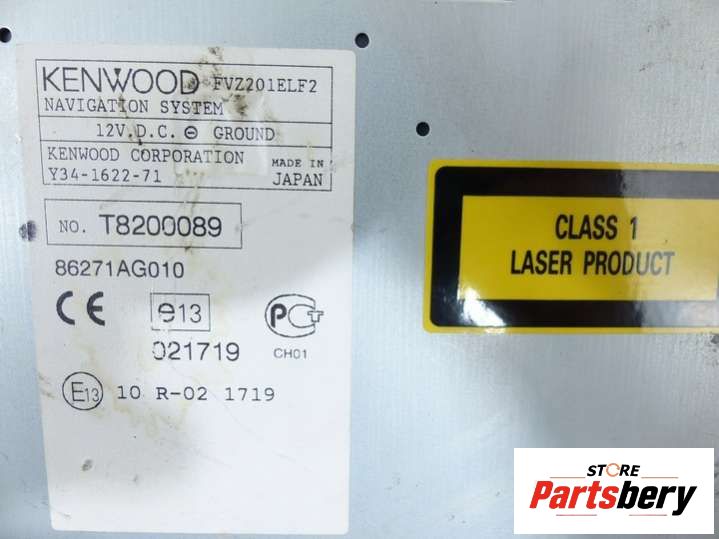 KENWOOD FVZ201ELF2
NAVIGATION SYSTEM
12V.D.C. ⊖ GROUND
KENWOOD CORPORATION
Y34-1622-71
MADE IN
JAPAN
NO. T8200089
86271AG010
CE e13 PCT
021719 CH01
E13 10 R-02 1719
CLASS 1
LASER PRODUCT
STORE
Partsbery